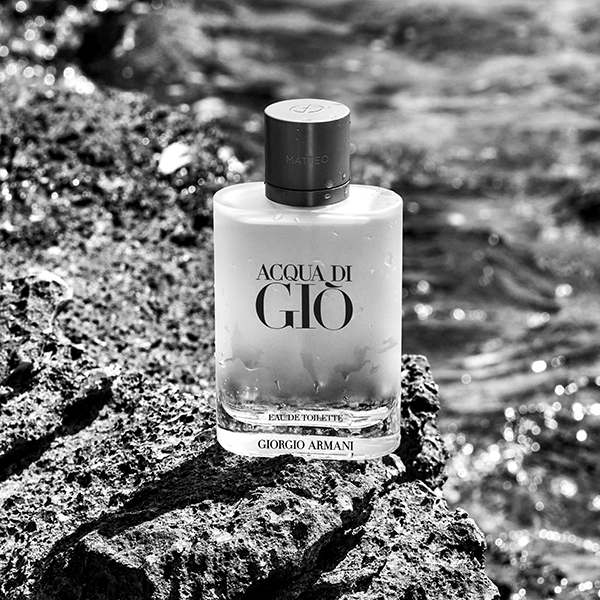 MATTEO
ACQUA DI
GIÒ
EAU DE TOILETTE
GIORGIO ARMANI